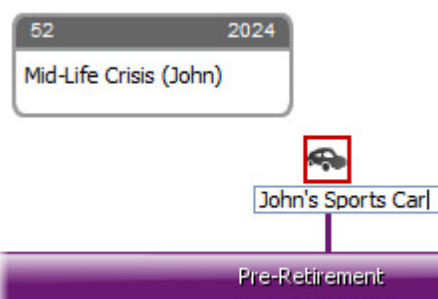 52 2024
Mid-Life Crisis (John)
John's Sports Car
Pre-Retirement